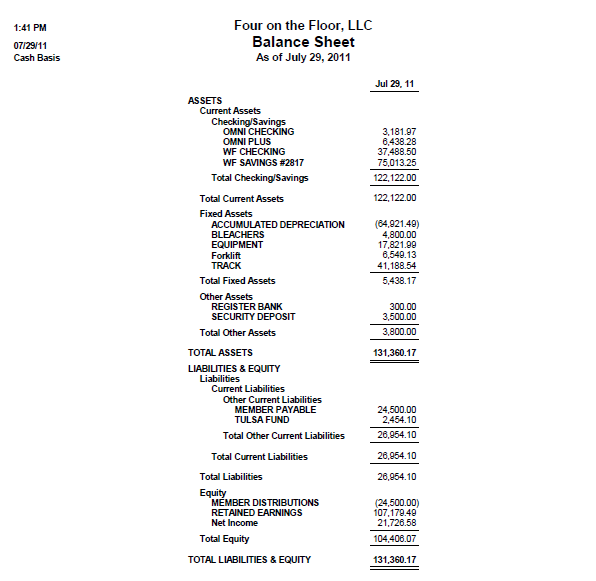 1:41 PM
07/29/11
Cash Basis
Four on the Floor, LLC
Balance Sheet
As of July 29, 2011
Jul 29, 11
ASSETS
Current Assets
Checking/Savings
OMNI CHECKING 3,181.97
OMNI PLUS 6,438.28
WF CHECKING 37,488.50
WF SAVINGS #2817 75,013.25
Total Checking/Savings 122,122.00
Total Current Assets 122,122.00
Fixed Assets
ACCUMULATED DEPRECIATION (64,921.49)
BLEACHERS 4,800.00
EQUIPMENT 17,821.99
Forklift 6,549.13
TRACK 41,188.54
Total Fixed Assets 5,438.17
Other Assets
REGISTER BANK 300.00
SECURITY DEPOSIT 3,500.00
Total Other Assets 3,800.00
TOTAL ASSETS 131,360.17
LIABILITIES & EQUITY
Liabilities
Current Liabilities
Other Current Liabilities
MEMBER PAYABLE 24,500.00
TULSA FUND 2,454.10
Total Other Current Liabilities 26,954.10
Total Current Liabilities 26,954.10
Total Liabilities 26,954.10
Equity
MEMBER DISTRIBUTIONS (24,500.00)
RETAINED EARNINGS 107,179.49
Net Income 21,726.58
Total Equity 104,406.07
TOTAL LIABILITIES & EQUITY 131,360.17